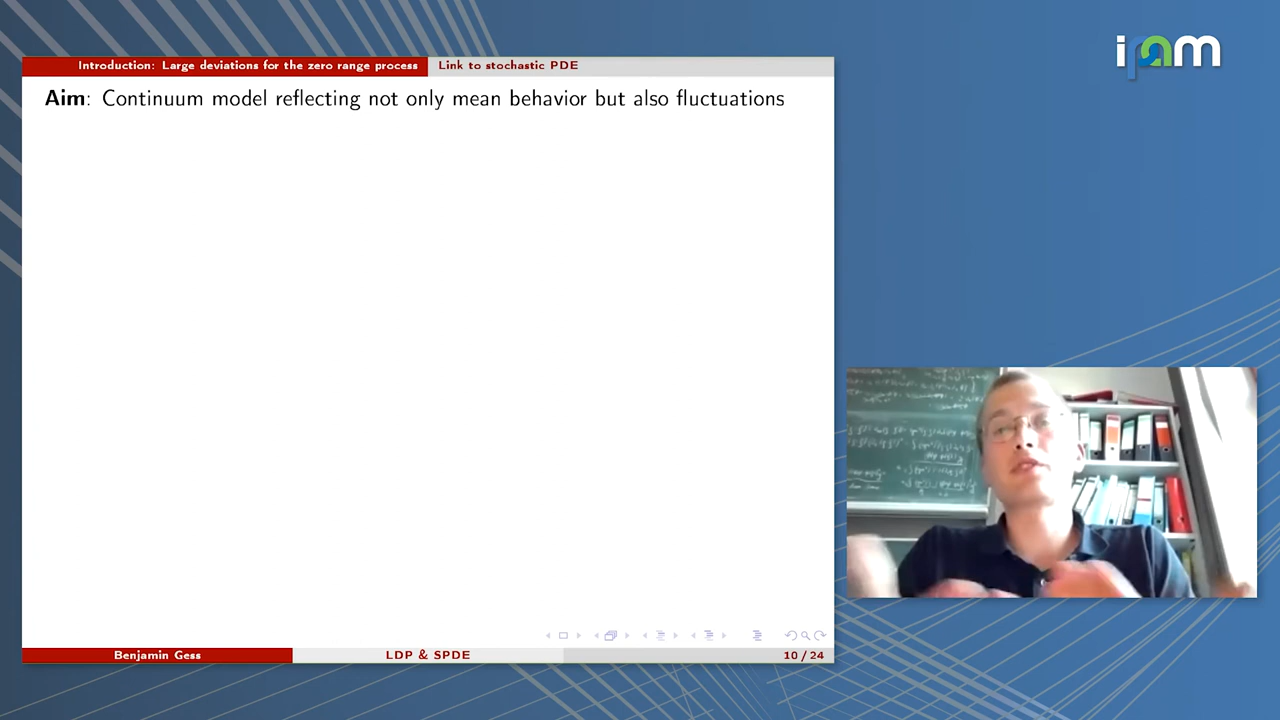 ipam
Introduction: Large deviations for the zero range process Link to stochastic PDE
Aim: Continuum model reflecting not only mean behavior but also fluctuations
Benjamin Gess LDP & SPDE 10 / 24